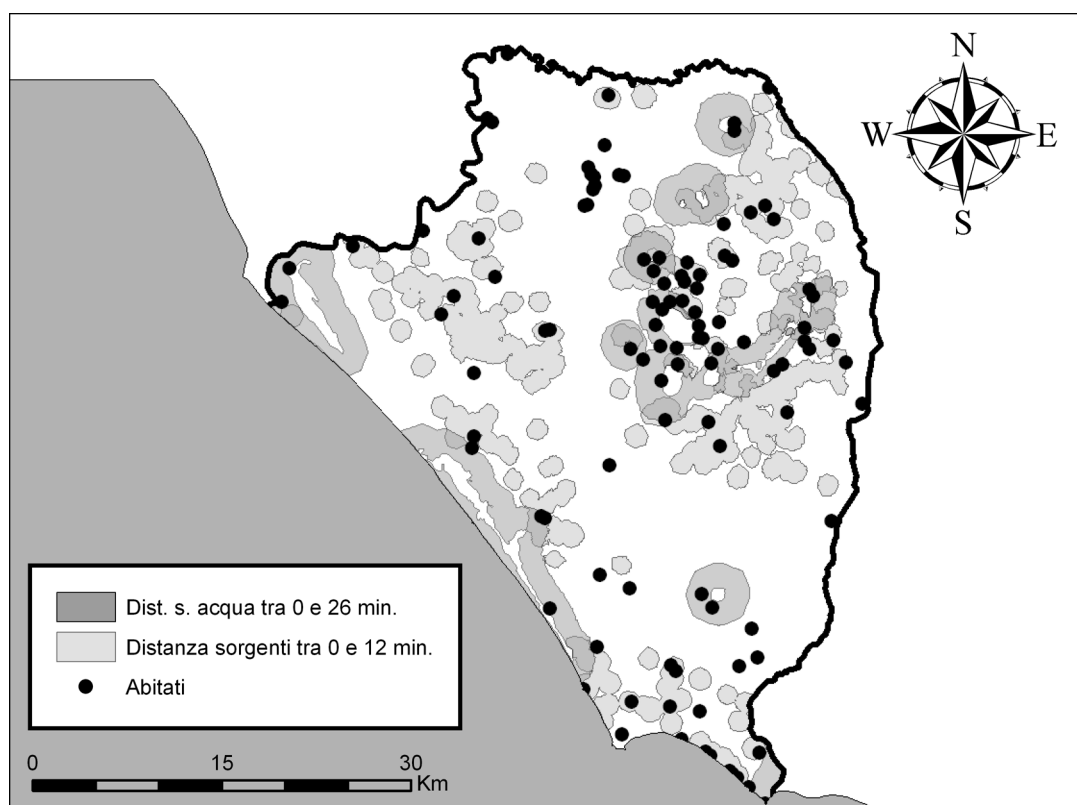 N
W E
S
Dist. s. acqua tra 0 e 26 min.
Distanza sorgenti tra 0 e 12 min.
Abitati
0 15 30
Km